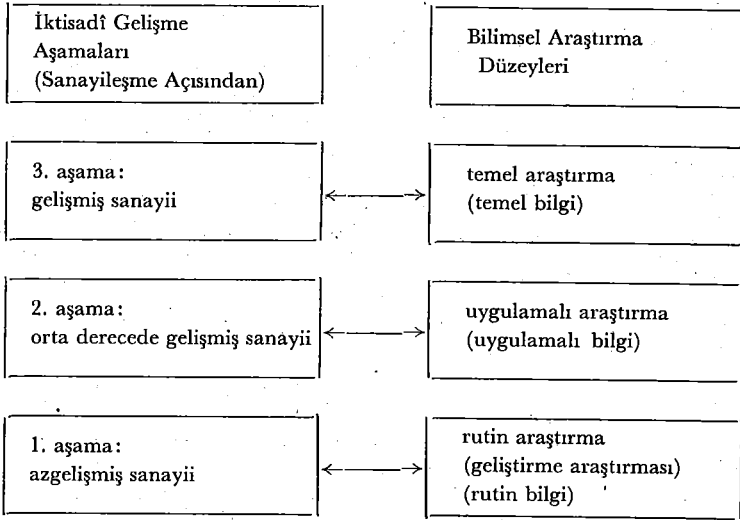 İktisadî Gelişme
Aşamaları
(Sanayileşme Açısından)
Bilimsel Araştırma
Düzeyleri
3. aşama:
gelişmiş sanayii
temel araştırma
(temel bilgi)
2. aşama:
orta derecede gelişmiş sanayii
uygulamalı araştırma
(uygulamalı bilgi)
1. aşama:
azgelişmiş sanayii
rutin araştırma
(geliştirme araştırması)
(rutin bilgi)